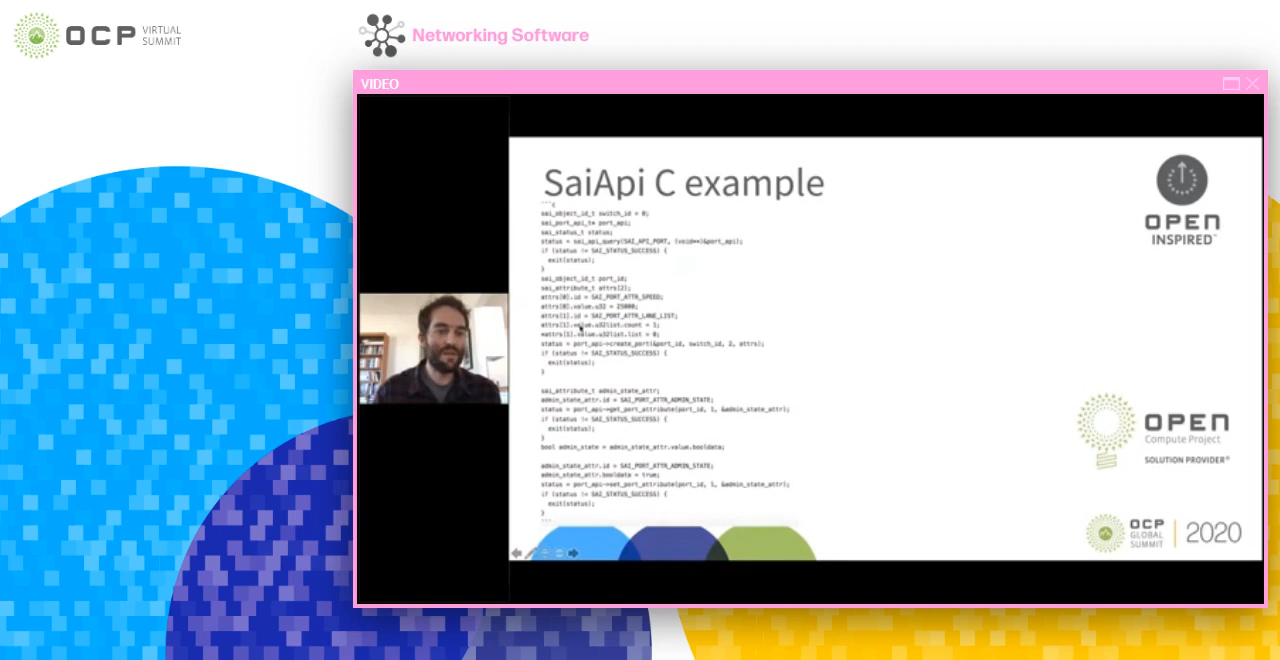 OCP VIRTUAL SUMMIT
Networking Software
VIDEO
SaiApi C example
```c
sai_object_id_t switch_id = 0;
sai_port_api_t* port_api;
sai_status_t status;
status = sai_api_query(SAI_API_PORT, (void**)&port_api);
if (status != SAI_STATUS_SUCCESS) {
exit(status);
}
sai_object_id_t port_id;
sai_attribute_t attrs[2];
attrs[0].id = SAI_PORT_ATTR_SPEED;
attrs[0].value.u32 = 25000;
attrs[1].id = SAI_PORT_ATTR_LANE_LIST;
attrs[1].value.u32list.count = 1;
*attrs[1].value.u32list.list = 0;
status = port_api->create_port(&port_id, switch_id, 2, attrs);
if (status != SAI_STATUS_SUCCESS) {
exit(status);
}
sai_attribute_t admin_state_attr;
admin_state_attr.id = SAI_PORT_ATTR_ADMIN_STATE;
status = port_api->get_port_attribute(port_id, 1, &admin_state_attr);
if (status != SAI_STATUS_SUCCESS) {
exit(status);
}
bool admin_state = admin_state_attr.value.booldata;
admin_state_attr.id = SAI_PORT_ATTR_ADMIN_STATE;
admin_state_attr.booldata = true;
status = port_api->set_port_attribute(port_id, 1, &admin_state_attr);
if (status != SAI_STATUS_SUCCESS) {
exit(status);
}
```
OPEN
INSPIRED™
OPEN
Compute Project
SOLUTION PROVIDER®
OCP
GLOBAL
SUMMIT
2020